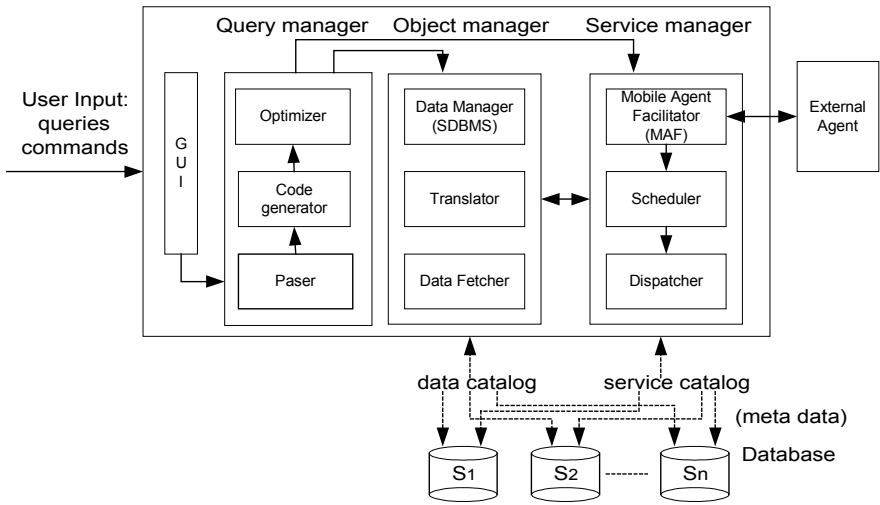 Query manager
Object manager
Service manager
User Input:
queries
commands
G
U
I
Optimizer
Code
generator
Paser
Data Manager
(SDBMS)
Translator
Data Fetcher
Mobile Agent
Facilitator
(MAF)
Scheduler
Dispatcher
External
Agent
data catalog
service catalog
(meta data)
Database
S1
S2
Sn